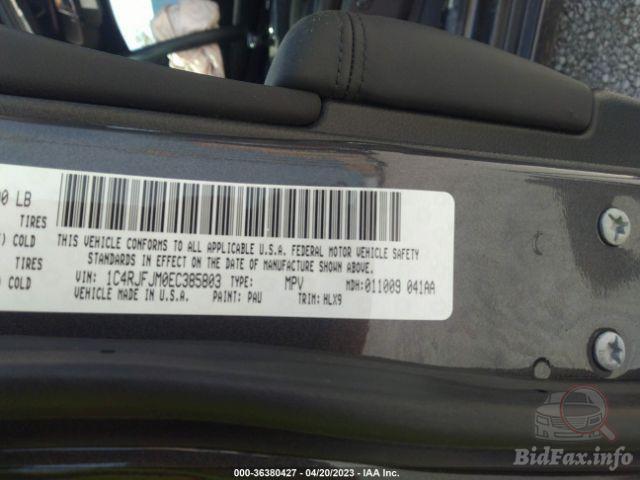 00 LB
TIRES
) COLD
TIRES
COLD
THIS VEHICLE CONFORMS TO ALL APPLICABLE U.S.A. FEDERAL MOTOR VEHICLE SAFETY
STANDARDS IN EFFECT ON THE DATE OF MANUFACTURE SHOWN ABOVE.
VIN: 1C4RJFJM0EC385803 TYPE: MPV MDH:011009 041AA
VEHICLE MADE IN U.S.A. PAINT: PAU TRIM: HLX9
BidFax.info
000-36380427 - 04/20/2023 - IAA Inc.